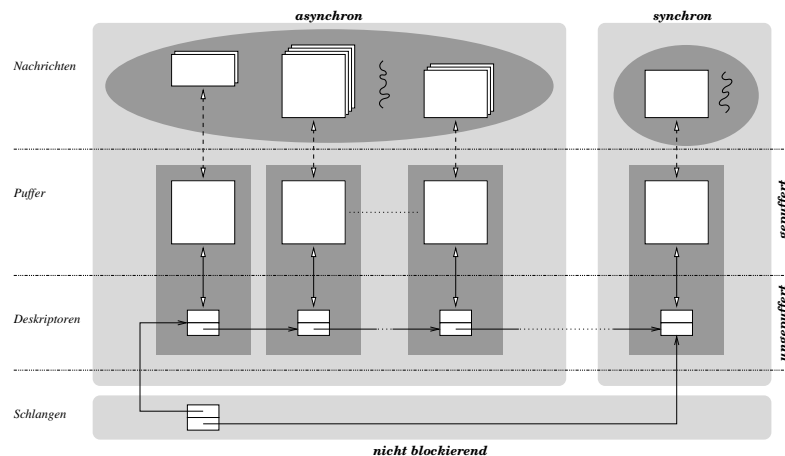 asynchron
synchron
Nachrichten
Puffer
gepuffert
Deskriptoren
ungepuffert
Schlangen
nicht blockierend